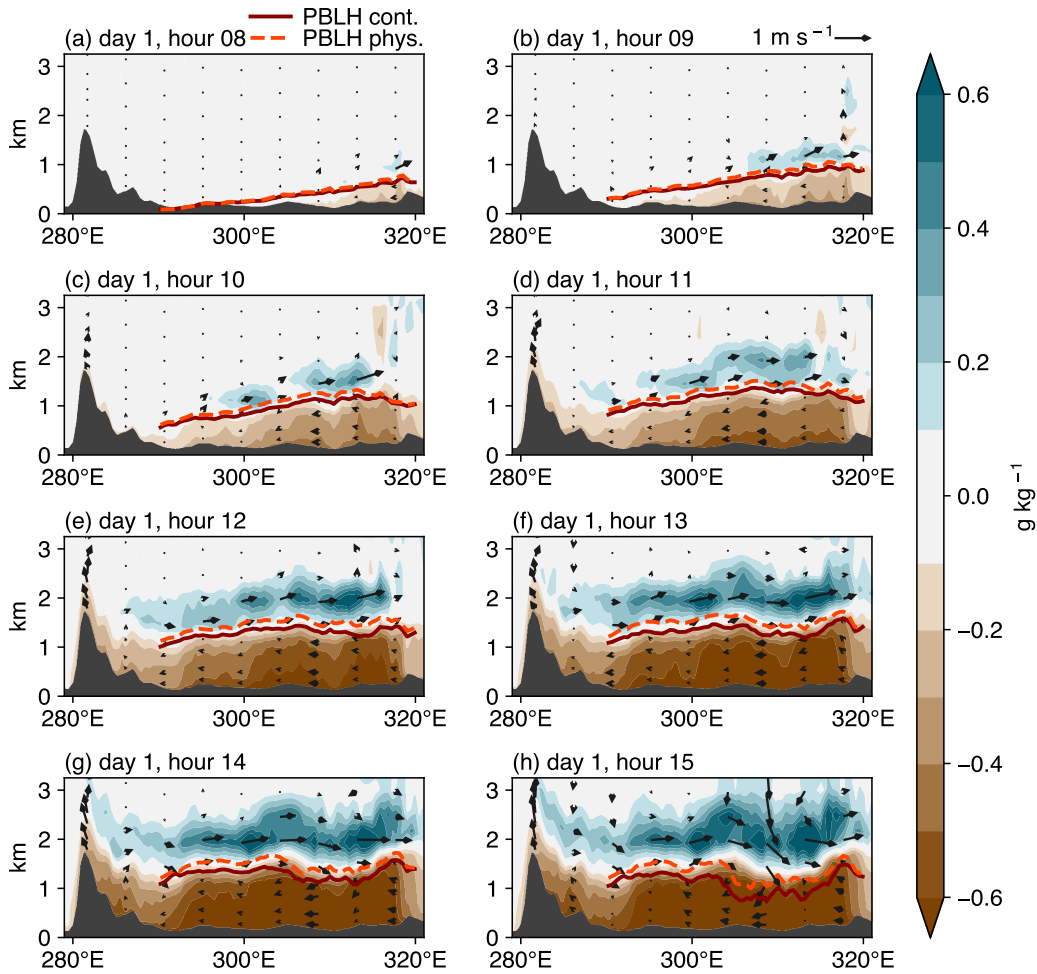 PBLH cont.
PBLH phys.
(a) day 1, hour 08
(b) day 1, hour 09
1 m s⁻¹
3
2
1
0
km
280°E
300°E
320°E
3
2
1
0
280°E
300°E
320°E
(c) day 1, hour 10
(d) day 1, hour 11
3
2
1
0
km
280°E
300°E
320°E
3
2
1
0
280°E
300°E
320°E
(e) day 1, hour 12
(f) day 1, hour 13
3
2
1
0
km
280°E
300°E
320°E
3
2
1
0
280°E
300°E
320°E
(g) day 1, hour 14
(h) day 1, hour 15
3
2
1
0
km
280°E
300°E
320°E
3
2
1
0
280°E
300°E
320°E
0.6
0.4
0.2
0.0
−0.2
−0.4
−0.6
g kg⁻¹